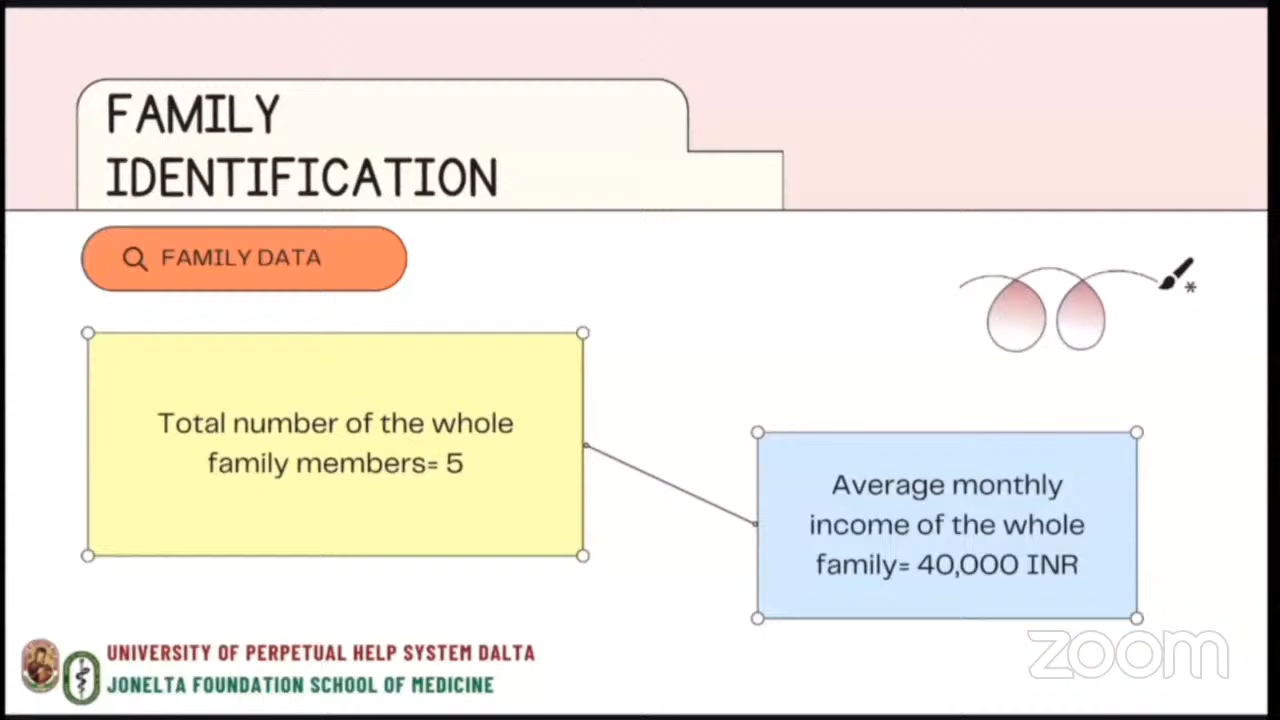 FAMILY
IDENTIFICATION
FAMILY DATA
Total number of the whole
family members= 5
Average monthly
income of the whole
family= 40,000 INR
UNIVERSITY OF PERPETUAL HELP SYSTEM DALTA
JONELTA FOUNDATION SCHOOL OF MEDICINE
zoom